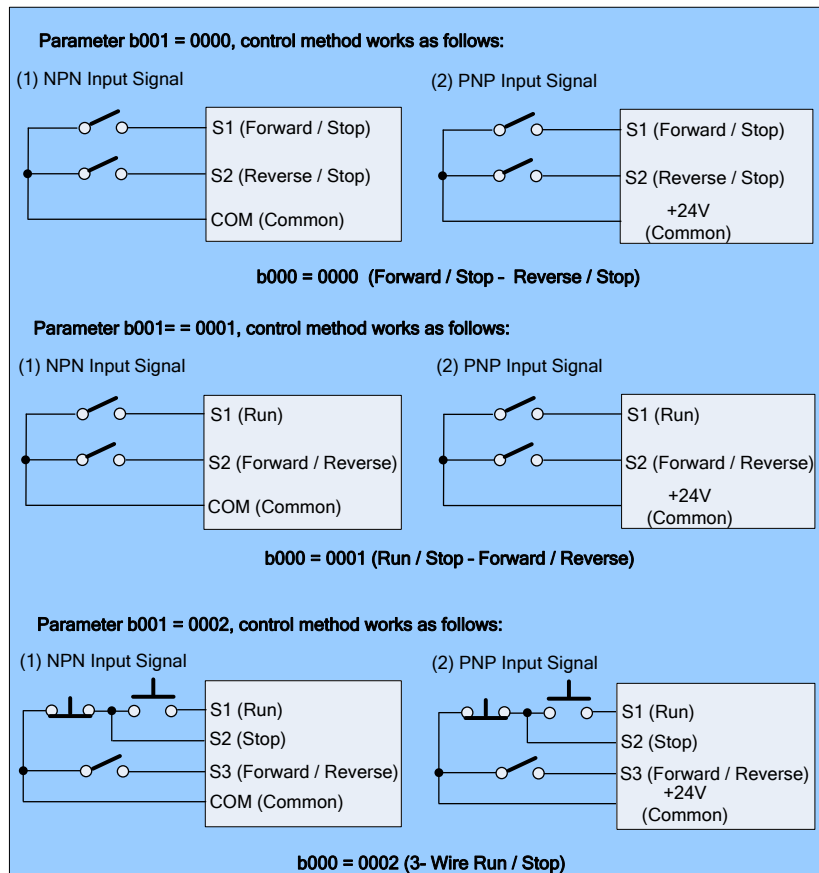 Parameter b001 = 0000, control method works as follows:
(1) NPN Input Signal
S1 (Forward / Stop)
S2 (Reverse / Stop)
COM (Common)
(2) PNP Input Signal
S1 (Forward / Stop)
S2 (Reverse / Stop)
+24V
(Common)
b000 = 0000 (Forward / Stop - Reverse / Stop)
Parameter b001= = 0001, control method works as follows:
(1) NPN Input Signal
S1 (Run)
S2 (Forward / Reverse)
COM (Common)
(2) PNP Input Signal
S1 (Run)
S2 (Forward / Reverse)
+24V
(Common)
b000 = 0001 (Run / Stop - Forward / Reverse)
Parameter b001 = 0002, control method works as follows:
(1) NPN Input Signal
S1 (Run)
S2 (Stop)
S3 (Forward / Reverse)
COM (Common)
(2) PNP Input Signal
S1 (Run)
S2 (Stop)
S3 (Forward / Reverse)
+24V
(Common)
b000 = 0002 (3- Wire Run / Stop)